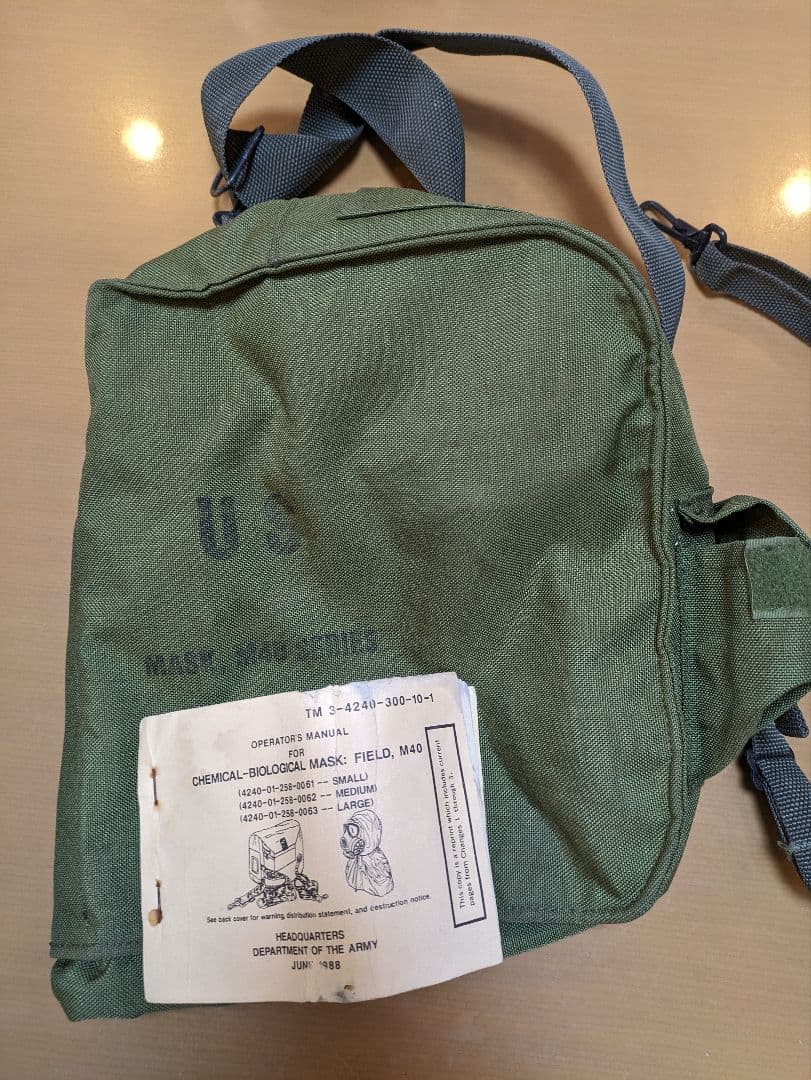 U S
MASK, M40 SERIES
TM 3-4240-300-10-1
OPERATOR'S MANUAL
FOR
CHEMICAL-BIOLOGICAL MASK: FIELD, M40
(4240-01-258-0061 -- SMALL)
(4240-01-258-0062 -- MEDIUM)
(4240-01-258-0063 -- LARGE)
This copy is a reprint which includes current
pages from Changes 1 through 3.
See back cover for warning, distribution statement, and destruction notice.
HEADQUARTERS
DEPARTMENT OF THE ARMY
JUNE 1988